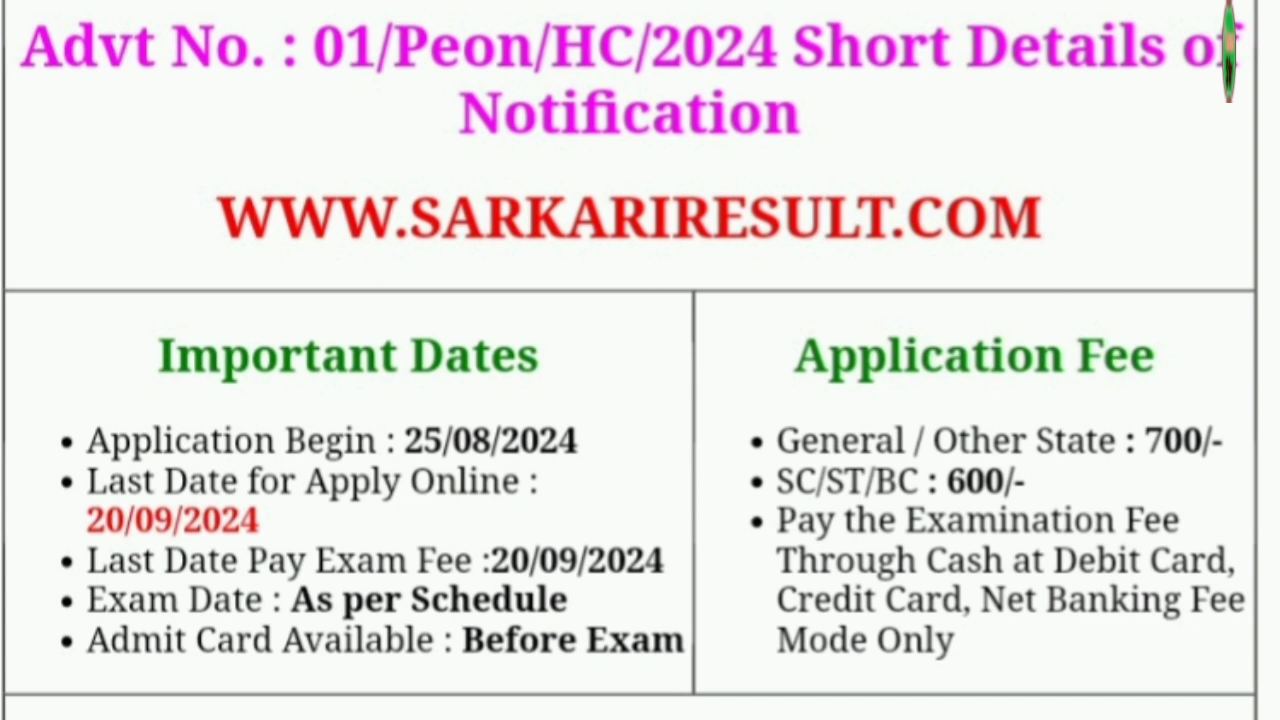 Advt No. : 01/Peon/HC/2024 Short Details of
Notification
WWW.SARKARIRESULT.COM
Important Dates
• Application Begin : 25/08/2024
• Last Date for Apply Online :
20/09/2024
• Last Date Pay Exam Fee :20/09/2024
• Exam Date : As per Schedule
• Admit Card Available : Before Exam
Application Fee
• General / Other State : 700/-
• SC/ST/BC : 600/-
• Pay the Examination Fee
Through Cash at Debit Card,
Credit Card, Net Banking Fee
Mode Only